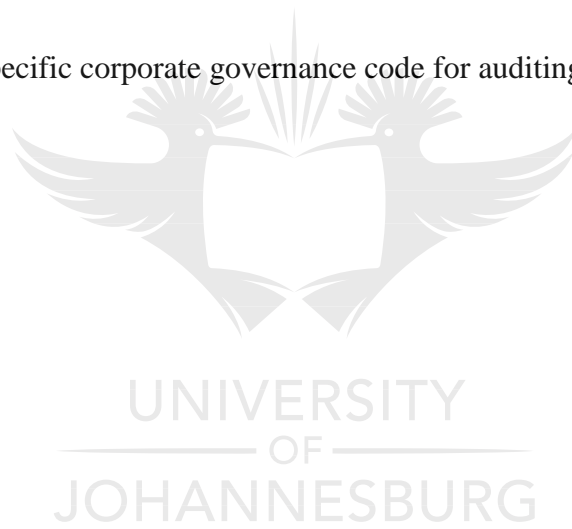 ecific corporate governance code for auditing
UNIVERSITY
OF
JOHANNESBURG